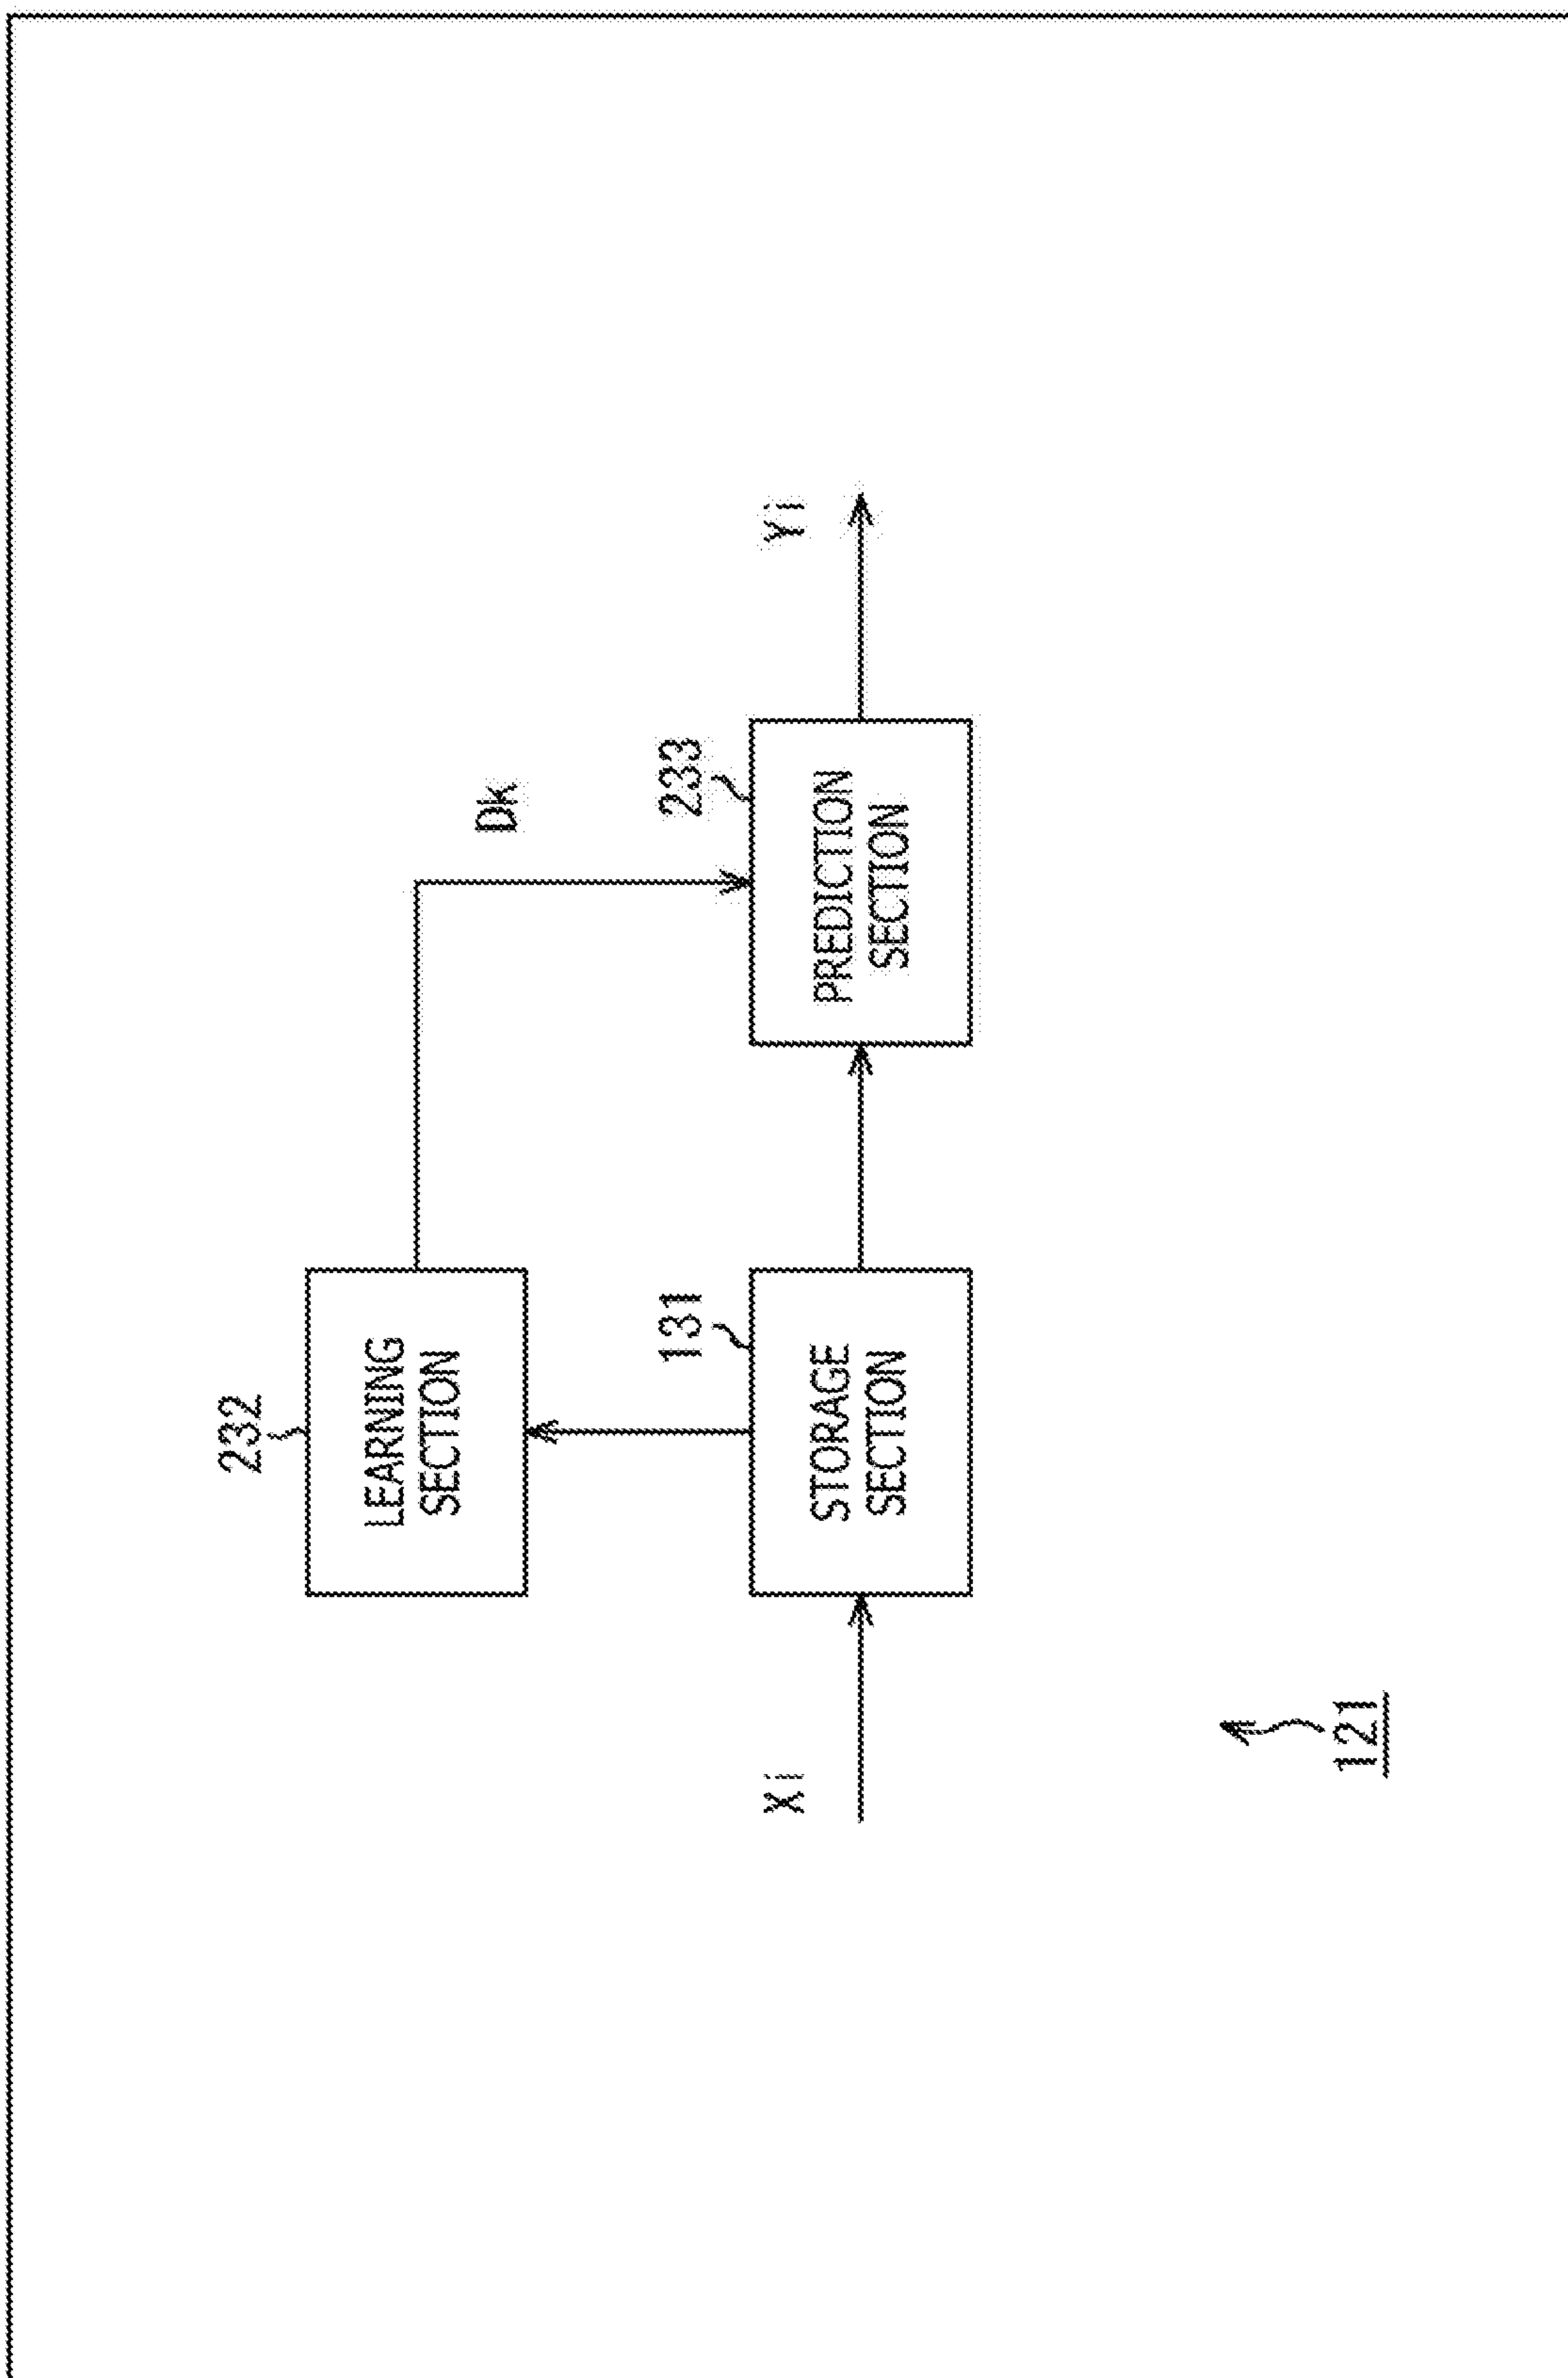 232
LEARNING
SECTION
Dk
Xi
131
STORAGE
SECTION
233
PREDICTION
SECTION
Yi
121